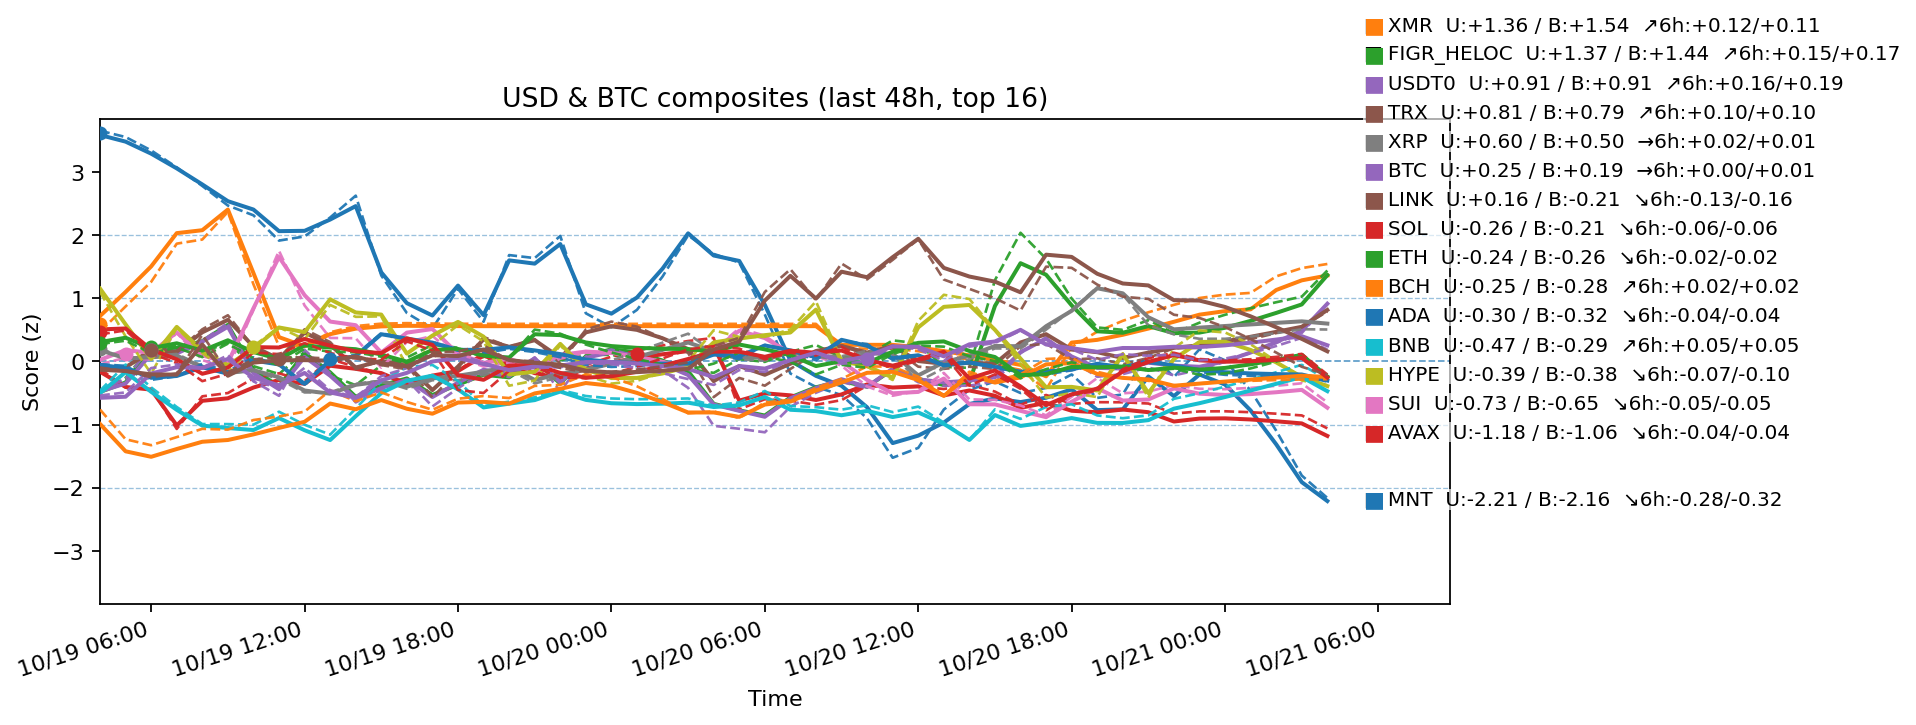 XMR  U:+1.36 / B:+1.54  ↗6h:+0.12/+0.11
FIGR_HELOC  U:+1.37 / B:+1.44  ↗6h:+0.15/+0.17
USDT0  U:+0.91 / B:+0.91  ↗6h:+0.16/+0.19
TRX  U:+0.81 / B:+0.79  ↗6h:+0.10/+0.10
XRP  U:+0.60 / B:+0.50  →6h:+0.02/+0.01
BTC  U:+0.25 / B:+0.19  →6h:+0.00/+0.01
LINK  U:+0.16 / B:-0.21  ↘6h:-0.13/-0.16
SOL  U:-0.26 / B:-0.21  ↘6h:-0.06/-0.06
ETH  U:-0.24 / B:-0.26  ↘6h:-0.02/-0.02
BCH  U:-0.25 / B:-0.28  ↗6h:+0.02/+0.02
ADA  U:-0.30 / B:-0.32  ↘6h:-0.04/-0.04
BNB  U:-0.47 / B:-0.29  ↗6h:+0.05/+0.05
HYPE  U:-0.39 / B:-0.38  ↘6h:-0.07/-0.10
SUI  U:-0.73 / B:-0.65  ↘6h:-0.05/-0.05
AVAX  U:-1.18 / B:-1.06  ↘6h:-0.04/-0.04
MNT  U:-2.21 / B:-2.16  ↘6h:-0.28/-0.32
USD & BTC composites (last 48h, top 16)
Score (z)
3
2
1
0
−1
−2
−3
10/19 06:00
10/19 12:00
10/19 18:00
10/20 00:00
10/20 06:00
10/20 12:00
10/20 18:00
10/21 00:00
10/21 06:00
Time